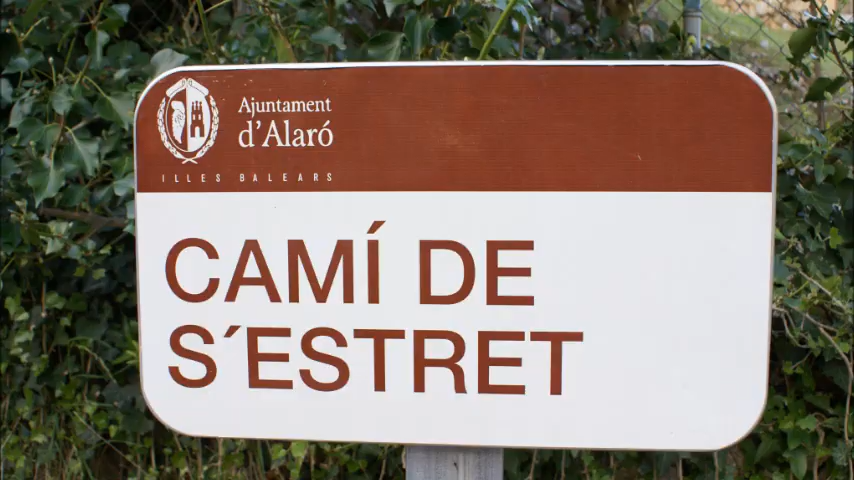 Ajuntament
d'Alaró
ILLES BALEARS
CAMÍ DE
S´ESTRET